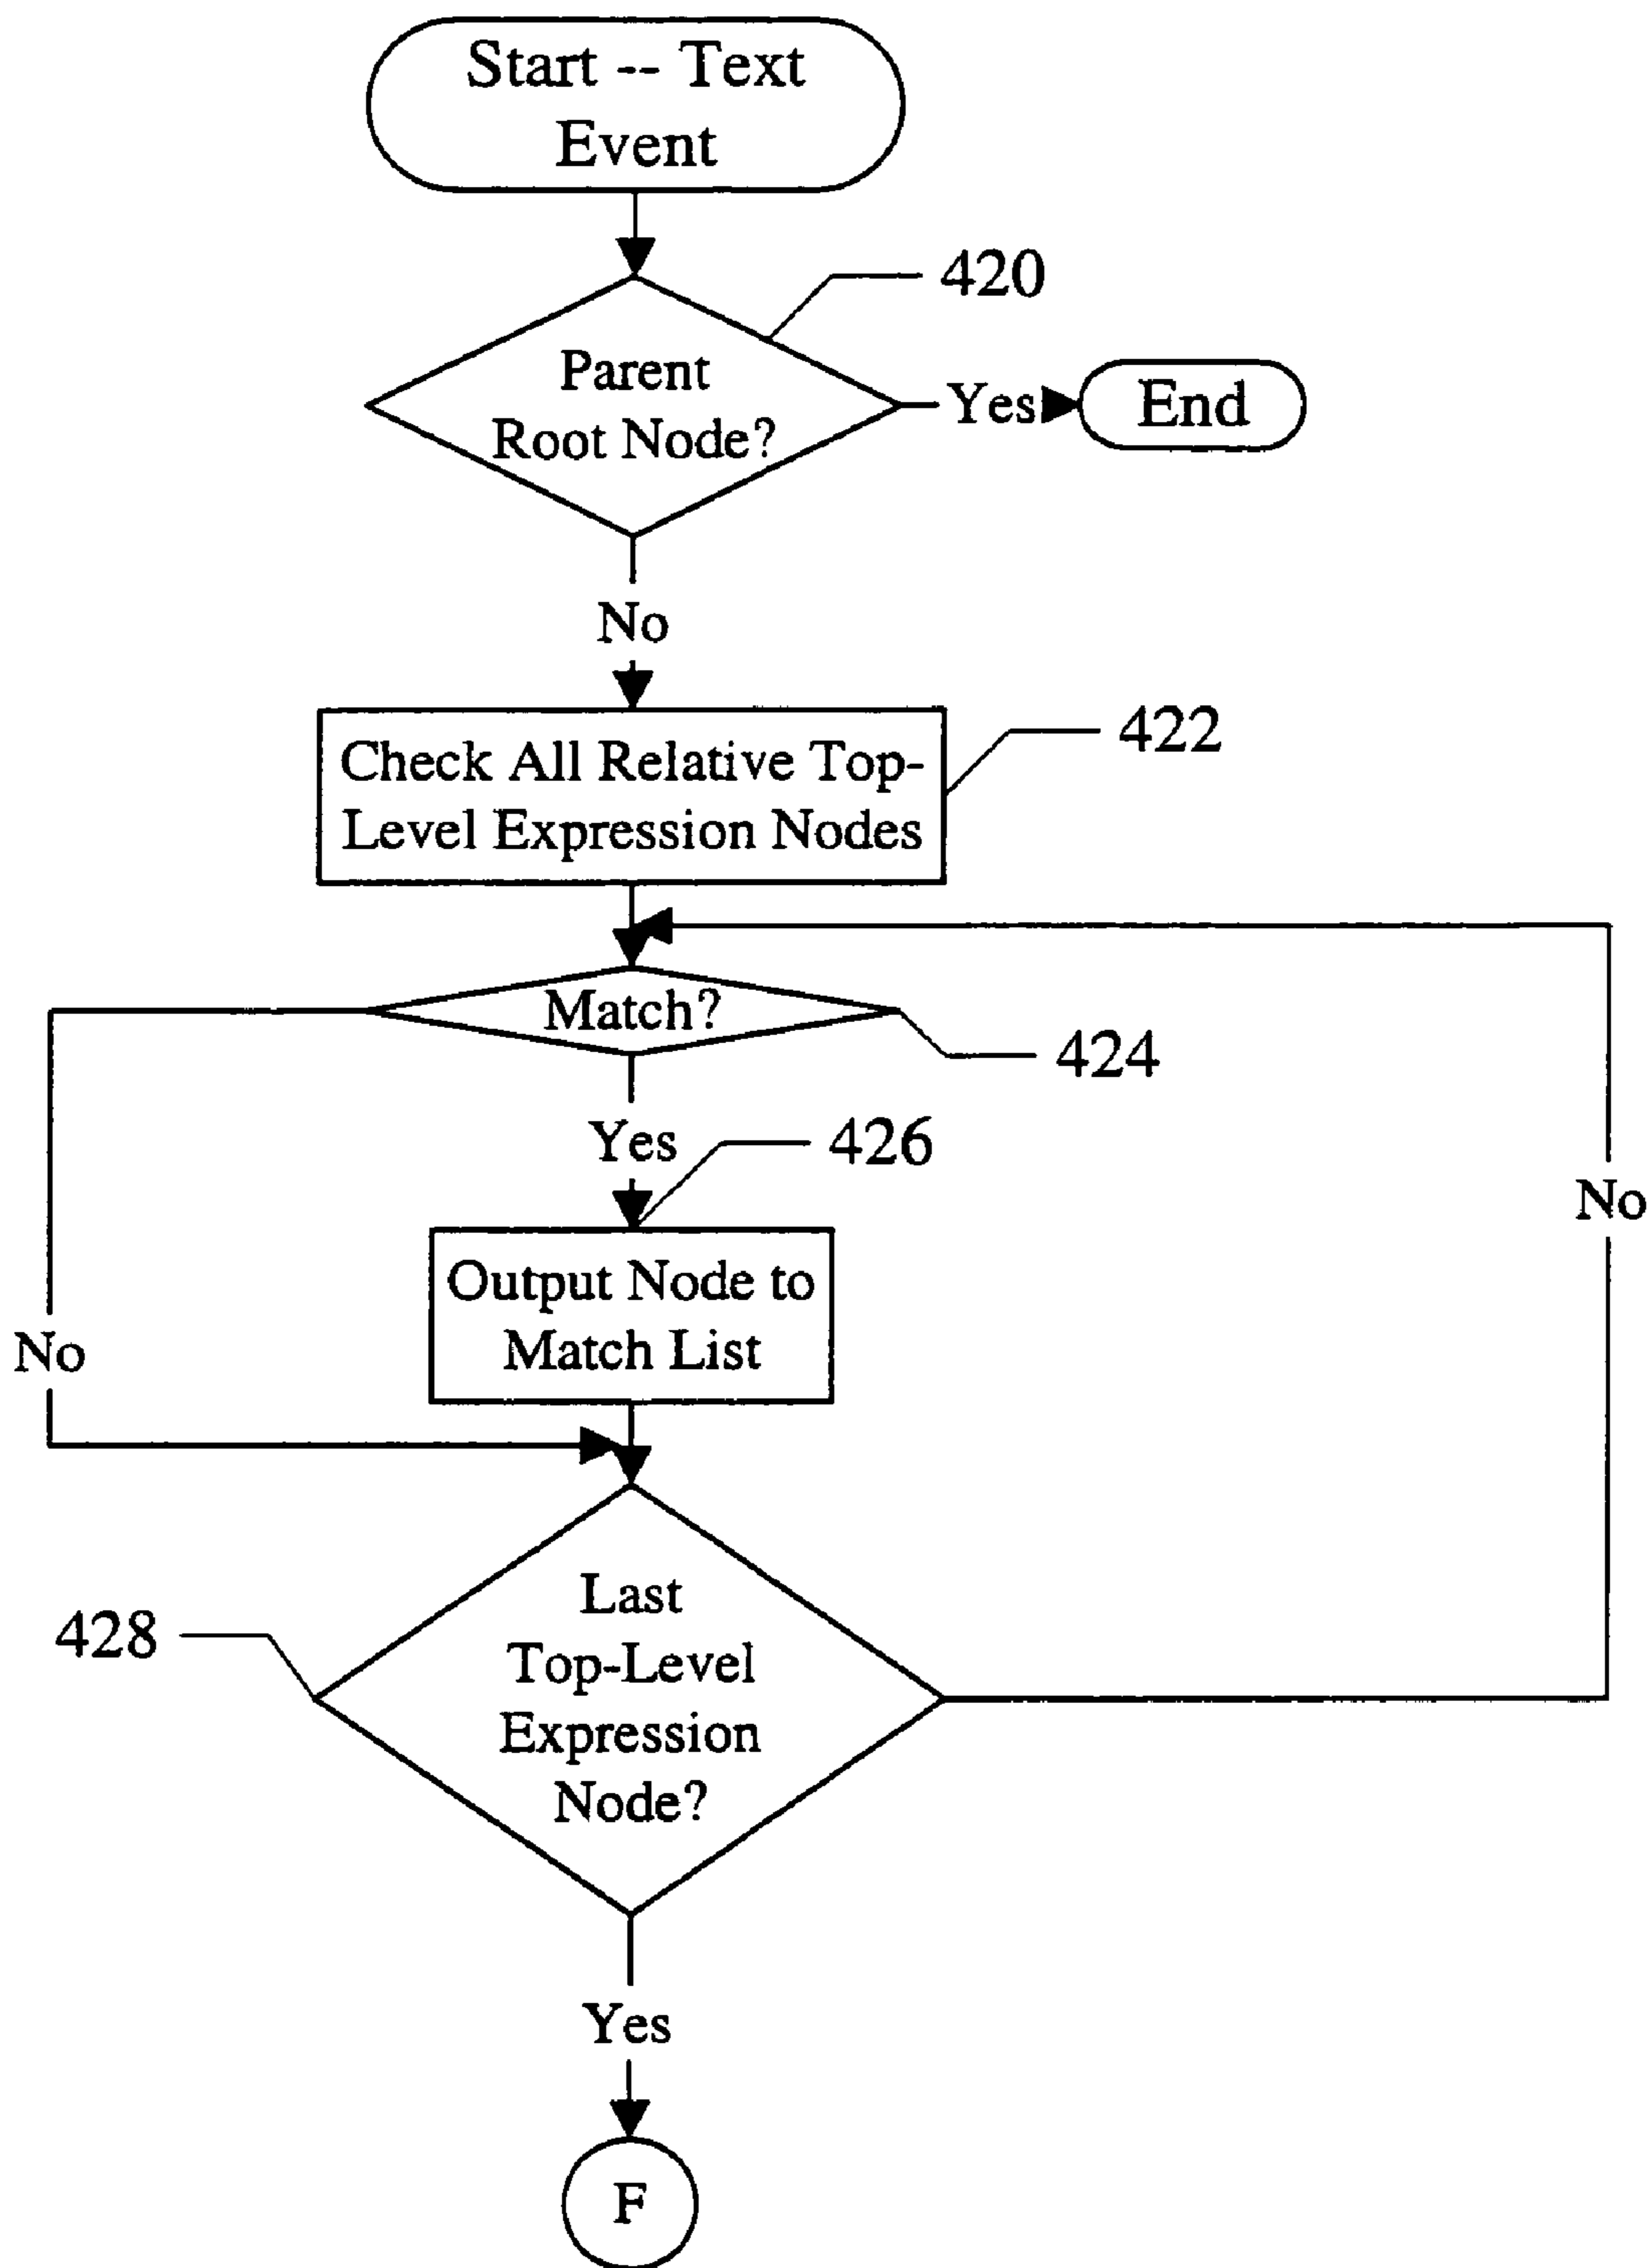 Start -- Text
Event
420
Parent
Root Node?
Yes
End
No
422
Check All Relative Top-
Level Expression Nodes
Match?
424
Yes
426
No
Output Node to
Match List
No
428
Last
Top-Level
Expression
Node?
Yes
F